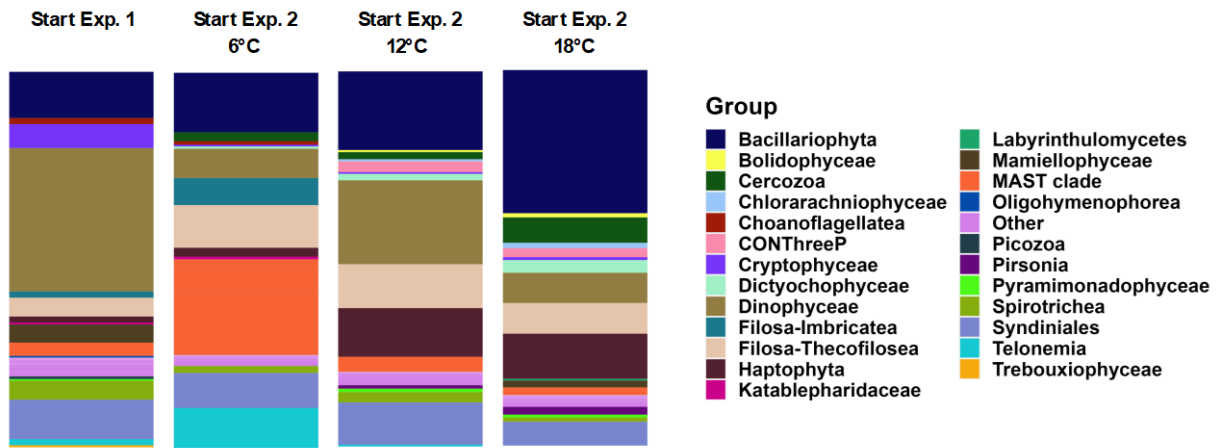 Start Exp. 1
Start Exp. 2
6°C
Start Exp. 2
12°C
Start Exp. 2
18°C
Group
Bacillariophyta
Bolidophyceae
Cercozoa
Chlorarachniophyceae
Choanoflagellatea
CONThreeP
Cryptophyceae
Dictyochophyceae
Dinophyceae
Filosa-Imbricatea
Filosa-Thecofilosea
Haptophyta
Katablepharidaceae
Labyrinthulomycetes
Mamiellophyceae
MAST clade
Oligohymenophorea
Other
Picozoa
Pirsonia
Pyramimonadophyceae
Spirotrichea
Syndiniales
Telonemia
Trebouxiophyceae